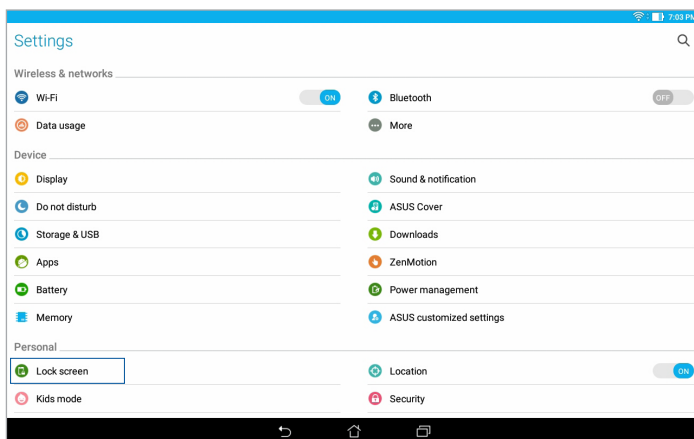 7:03 PM
Settings
Wireless & networks
Wi-Fi ON Bluetooth OFF
Data usage More
Device
Display Sound & notification
Do not disturb ASUS Cover
Storage & USB Downloads
Apps ZenMotion
Battery Power management
Memory ASUS customized settings
Personal
Lock screen Location ON
Kids mode Security